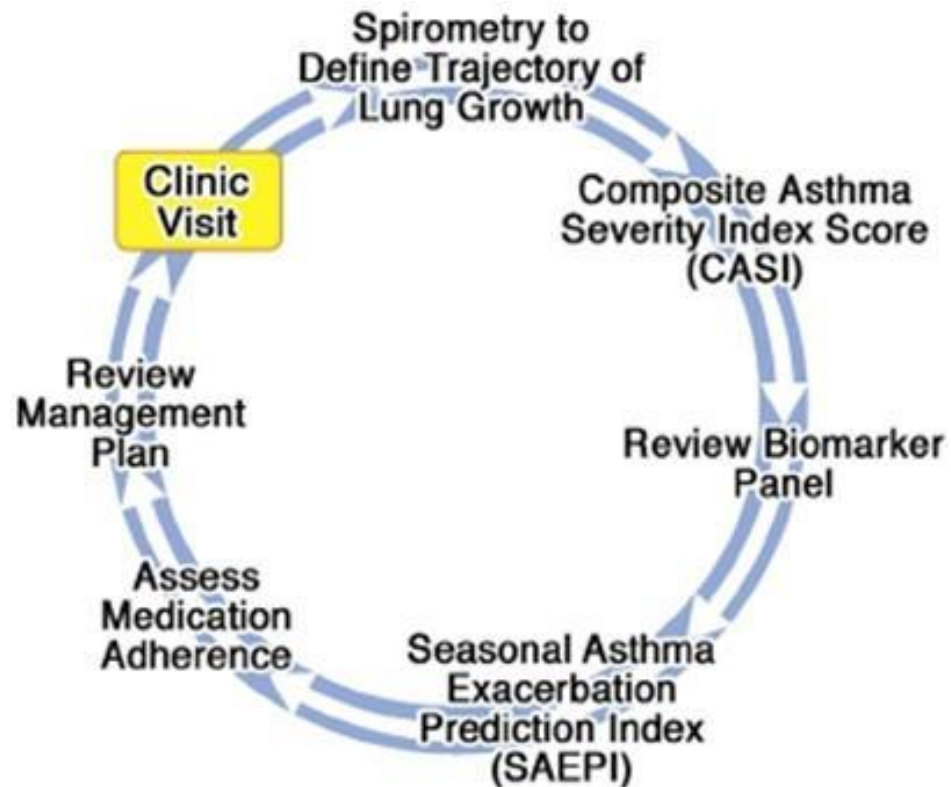 Spirometry to
Define Trajectory of
Lung Growth
Clinic
Visit
Composite Asthma
Severity Index Score
(CASI)
Review Biomarker
Panel
Seasonal Asthma
Exacerbation
Prediction Index
(SAEPI)
Assess
Medication
Adherence
Review
Management
Plan